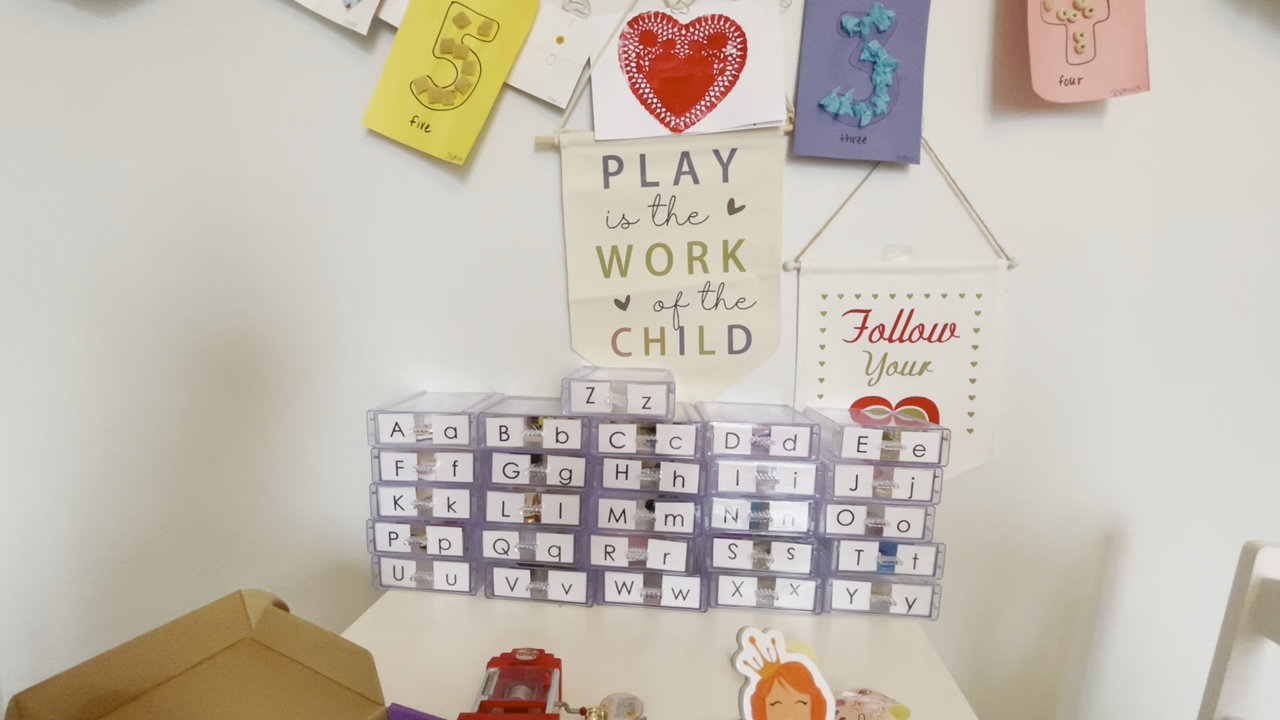 5
five
3
three
four
PLAY
is the
WORK
of the
CHILD
Follow
Your
Z z
A a B b C c D d E e
F f G g H h I i J j
K k L l M m N n O o
P p Q q R r S s T t
U u V v W w X x Y y